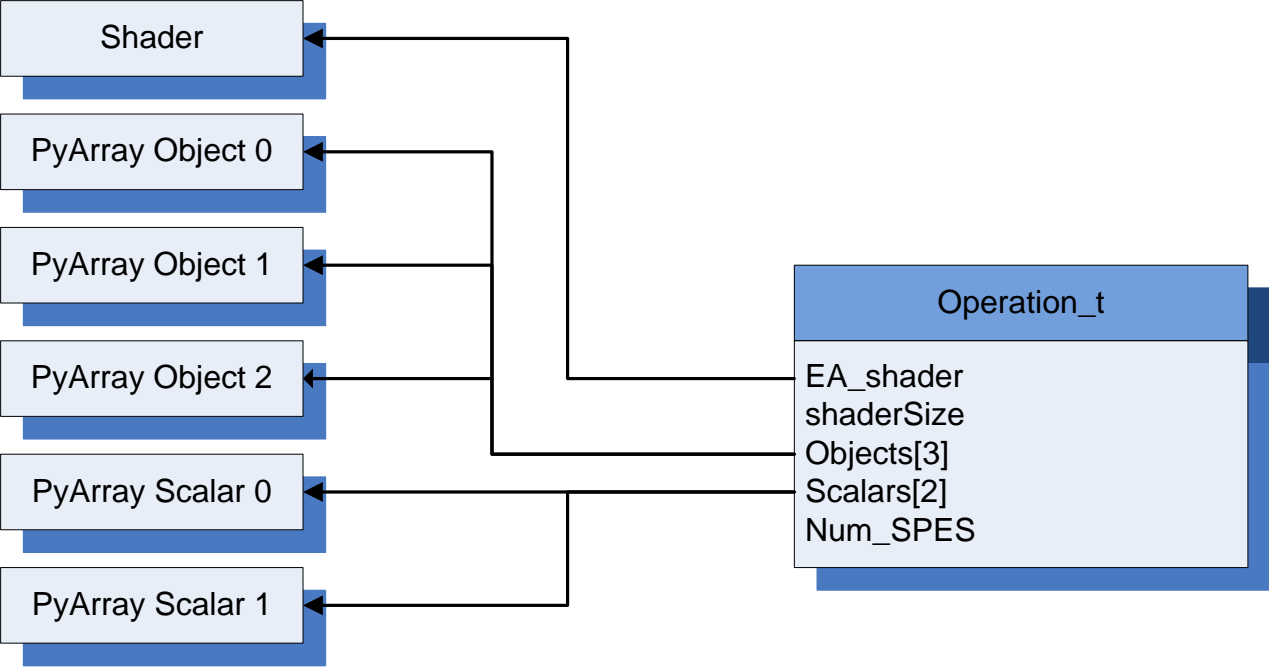 Shader
PyArray Object 0
PyArray Object 1
PyArray Object 2
PyArray Scalar 0
PyArray Scalar 1
Operation_t
EA_shader
shaderSize
Objects[3]
Scalars[2]
Num_SPES